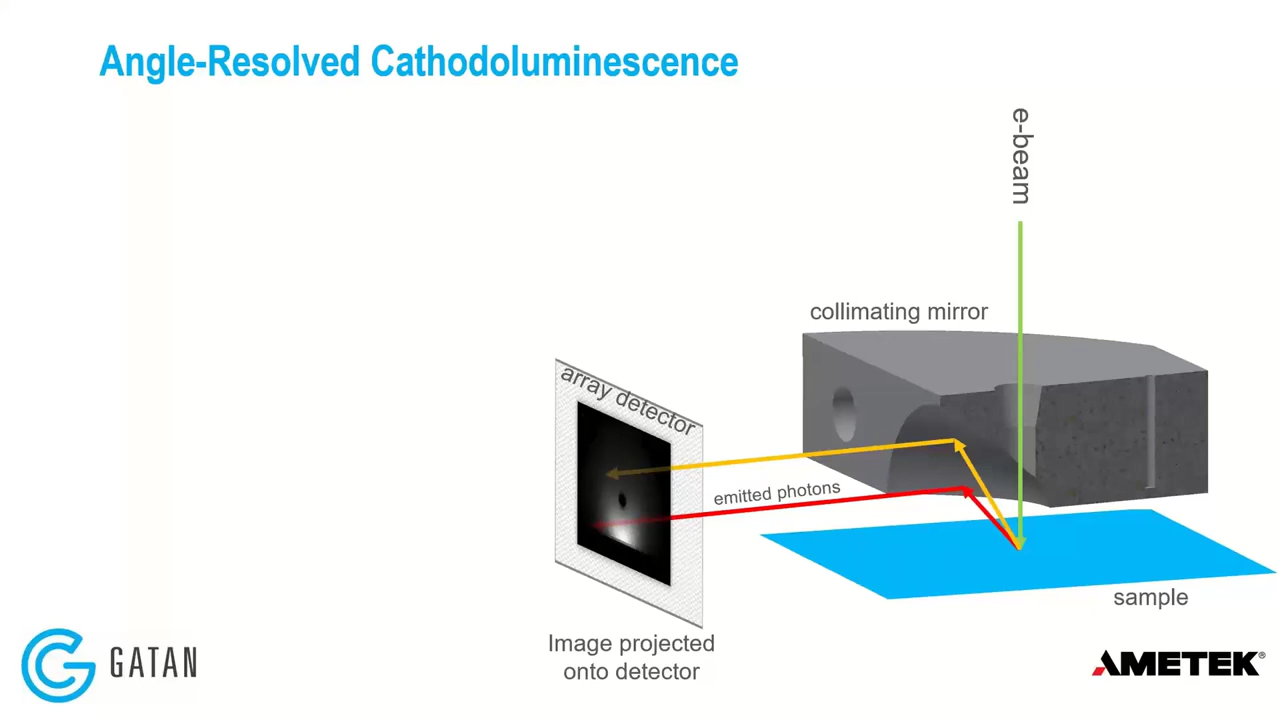 Angle-Resolved Cathodoluminescence
e-beam
collimating mirror
array detector
emitted photons
sample
Image projected
onto detector
GATAN
AMETEK®